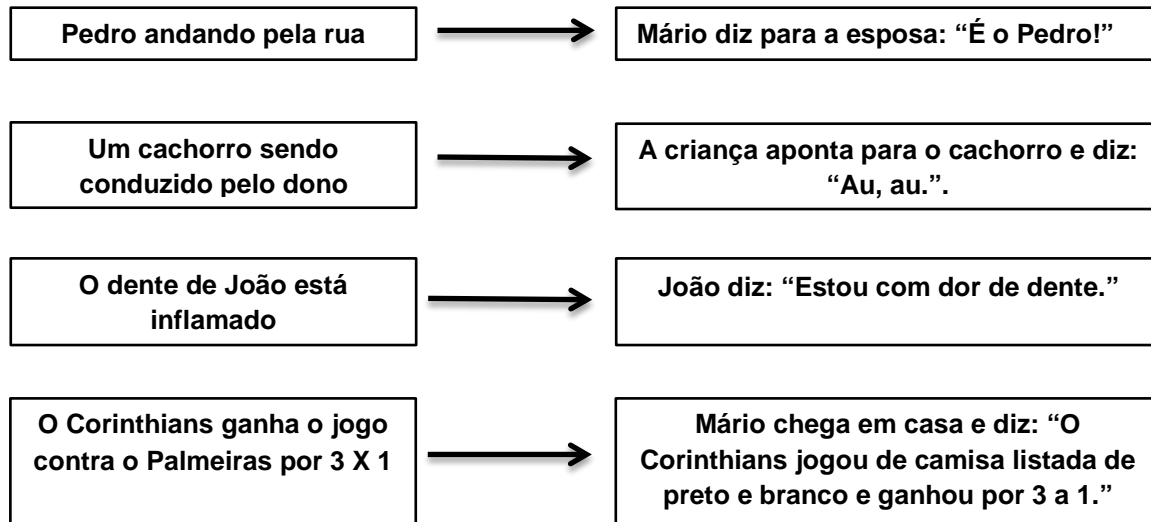 Pedro andando pela rua
Mário diz para a esposa: “É o Pedro!”
Um cachorro sendo
conduzido pelo dono
A criança aponta para o cachorro e diz:
“Au, au.”.
O dente de João está
inflamado
João diz: “Estou com dor de dente.”
O Corinthians ganha o jogo
contra o Palmeiras por 3 X 1
Mário chega em casa e diz: “O
Corinthians jogou de camisa listada de
preto e branco e ganhou por 3 a 1.”